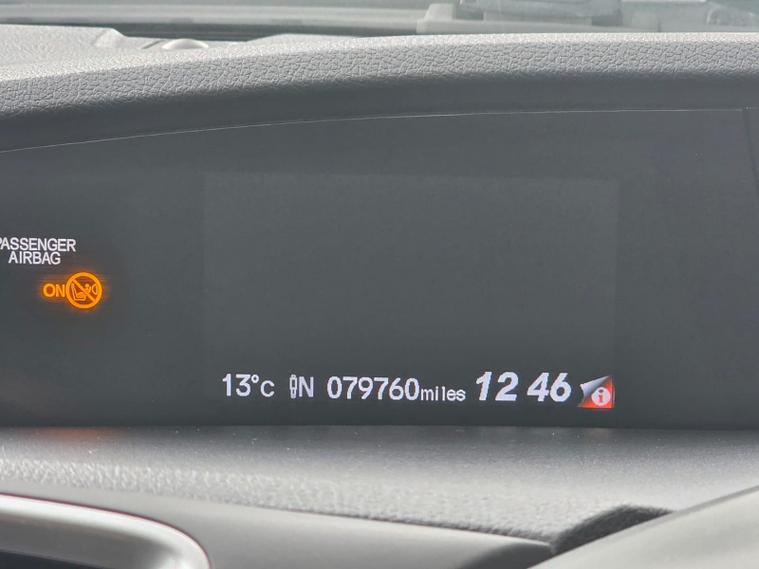 PASSENGER
AIRBAG
ON
13°C N 079760miles 12 46 i